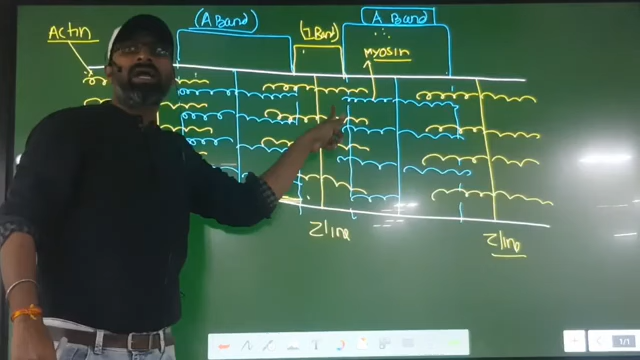 (A Band)
A Band
Actin
(I Band)
myosin
Z line
Z line
1/1